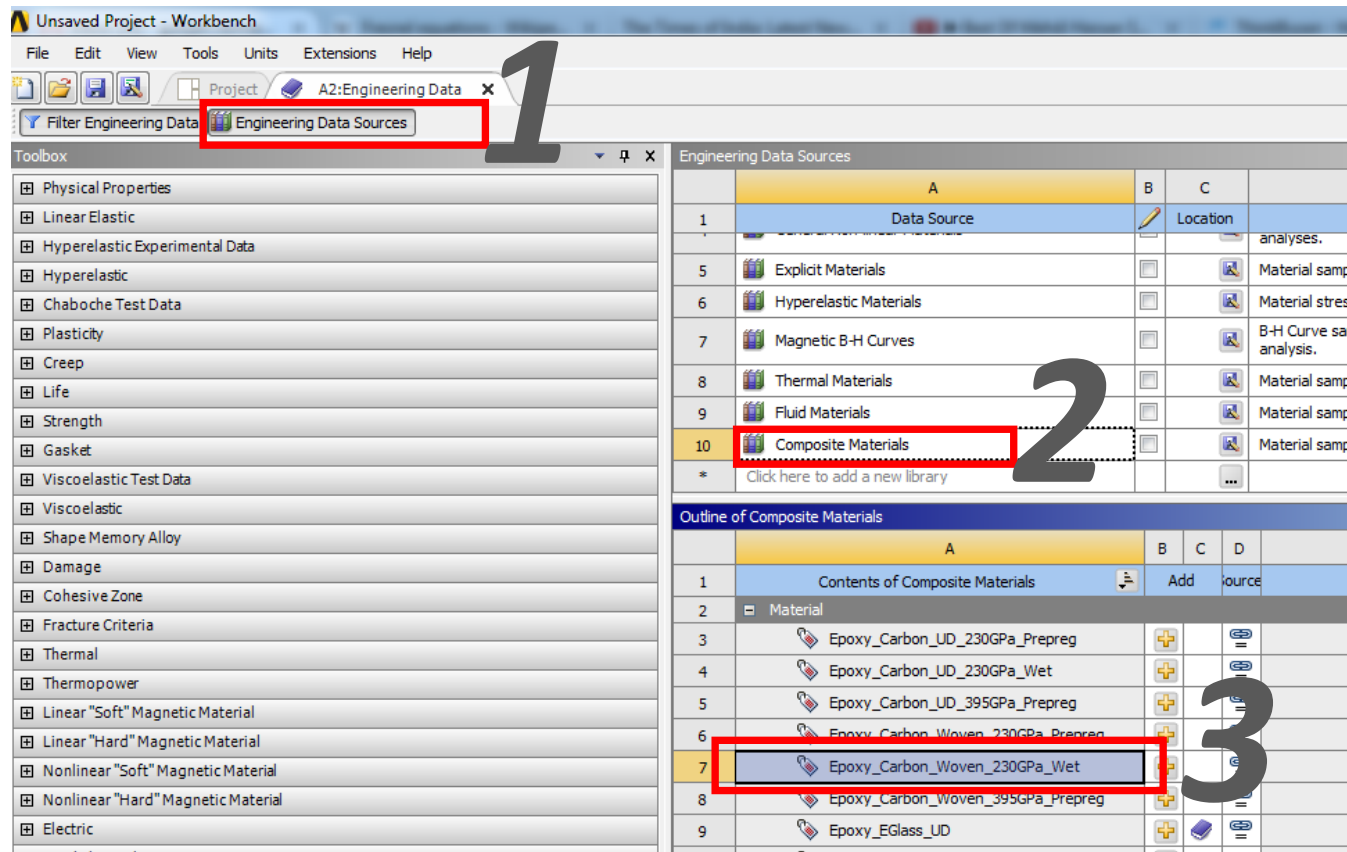 Unsaved Project - Workbench
File Edit View Tools Units Extensions Help
Project A2:Engineering Data
Filter Engineering Data Engineering Data Sources
1
Toolbox
Physical Properties
Linear Elastic
Hyperelastic Experimental Data
Hyperelastic
Chaboche Test Data
Plasticity
Creep
Life
Strength
Gasket
Viscoelastic Test Data
Viscoelastic
Shape Memory Alloy
Damage
Cohesive Zone
Fracture Criteria
Thermal
Thermopower
Linear "Soft" Magnetic Material
Linear "Hard" Magnetic Material
Nonlinear "Soft" Magnetic Material
Nonlinear "Hard" Magnetic Material
Electric
Engineering Data Sources
A B C
1 Data Source Location
analyses.
5 Explicit Materials Material samp
6 Hyperelastic Materials Material stres
7 Magnetic B-H Curves B-H Curve sa
analysis.
8 Thermal Materials Material samp
9 Fluid Materials Material samp
10 Composite Materials Material samp
* Click here to add a new library ...
2
Outline of Composite Materials
A B C D
1 Contents of Composite Materials Add Source
2 Material
3 Epoxy_Carbon_UD_230GPa_Prepreg
4 Epoxy_Carbon_UD_230GPa_Wet
5 Epoxy_Carbon_UD_395GPa_Prepreg
6 Epoxy_Carbon_Woven_230GPa_Prepreg
7 Epoxy_Carbon_Woven_230GPa_Wet
8 Epoxy_Carbon_Woven_395GPa_Prepreg
9 Epoxy_EGlass_UD
3